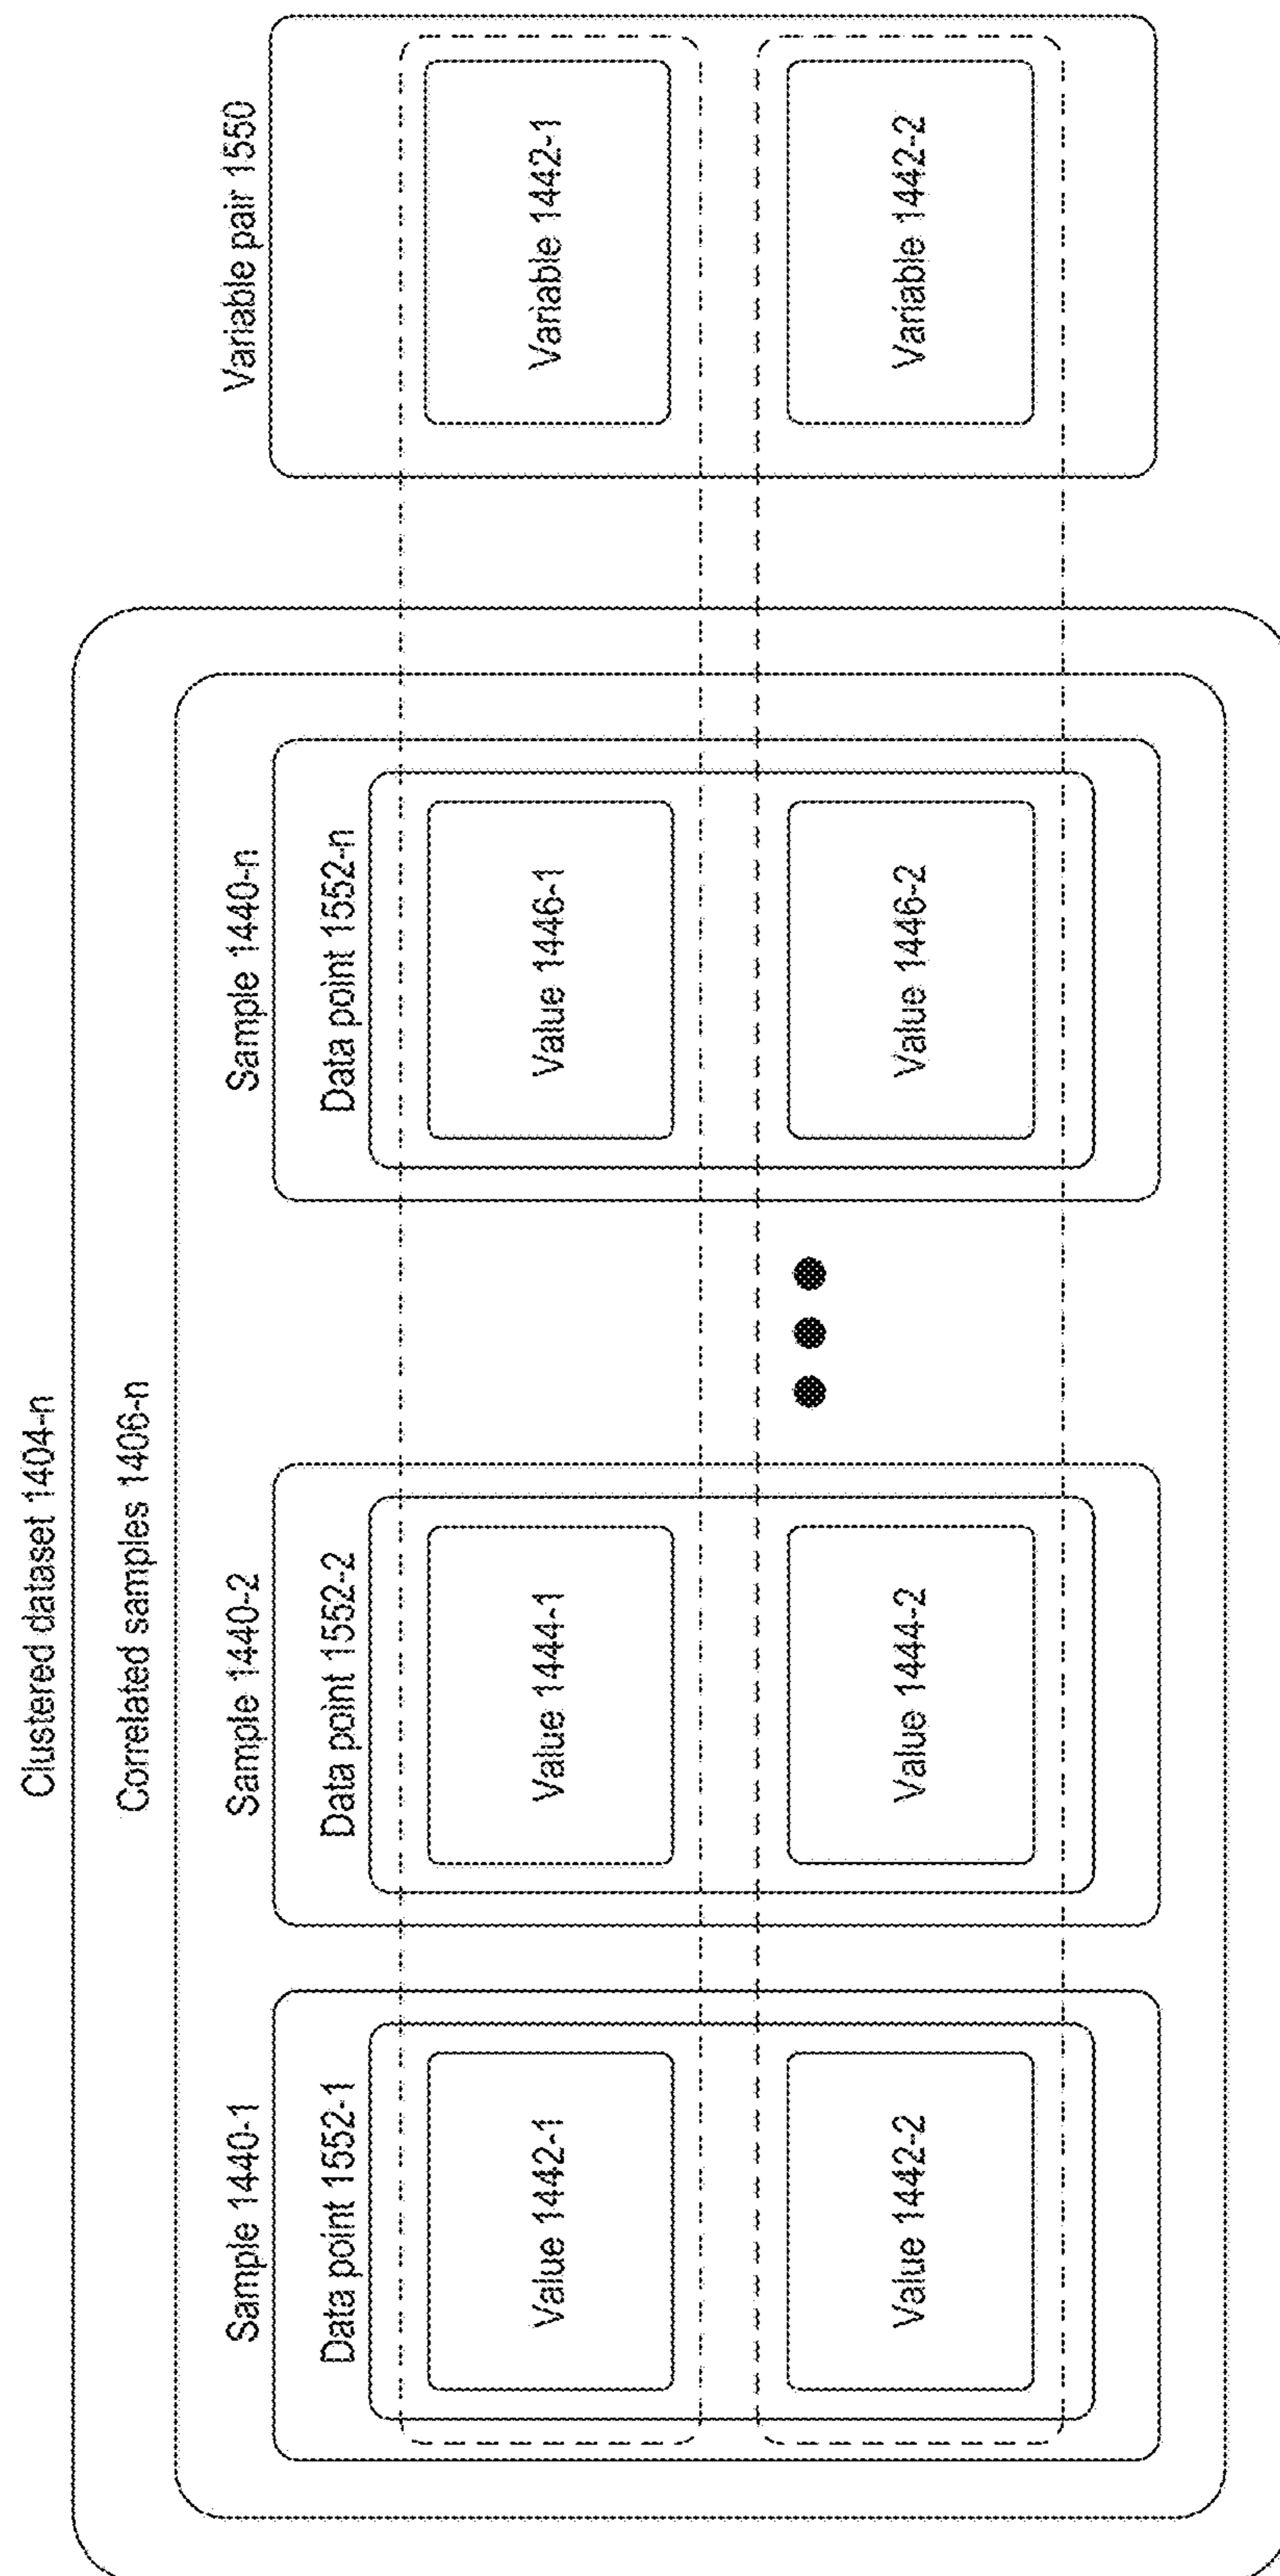 Clustered dataset 1404-n
Correlated samples 1406-n
Sample 1440-1
Data point 1552-1
Value 1442-1
Value 1442-2
Sample 1440-2
Data point 1552-2
Value 1444-1
Value 1444-2
Sample 1440-n
Data point 1552-n
Value 1446-1
Value 1446-2
Variable pair 1550
Variable 1442-1
Variable 1442-2